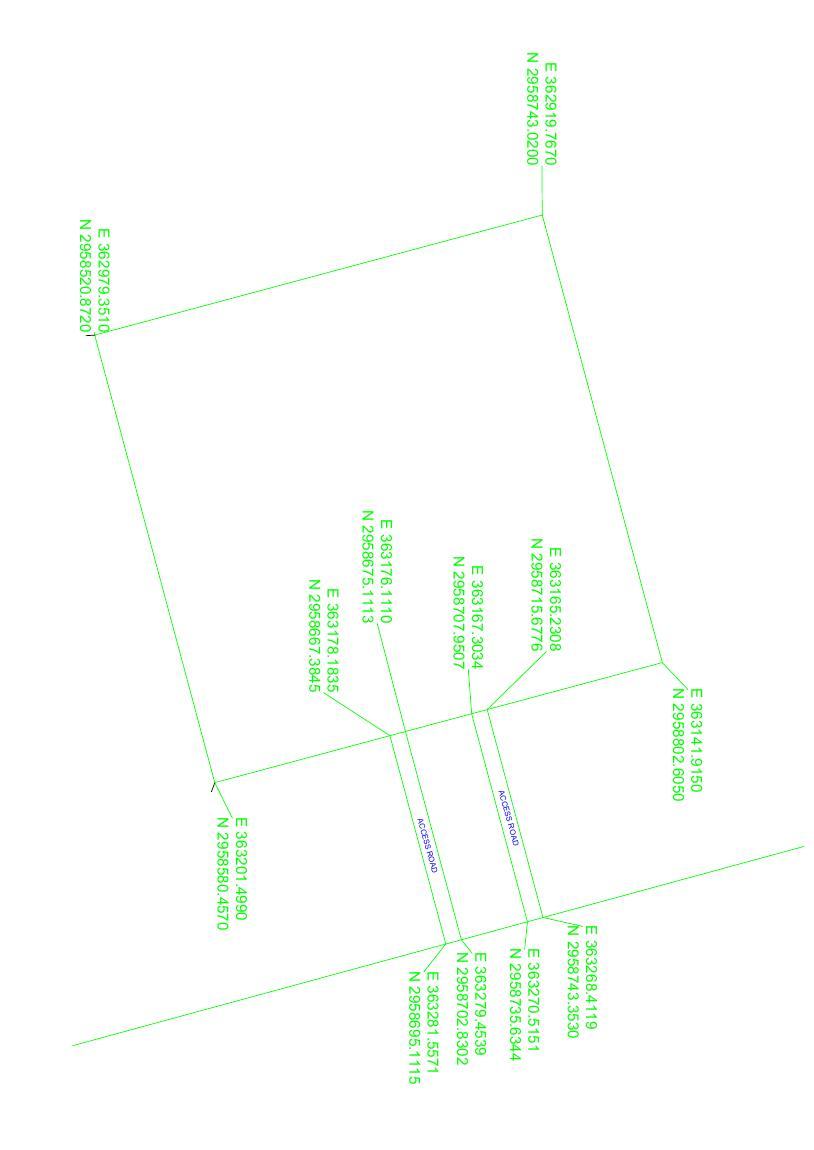 E 362919.7670
N 2958743.0200
E 362979.3510
N 2958520.8720
E 363176.1110
N 2958675.1113
E 363165.2308
N 2958715.6776
E 363167.3034
N 2958707.9507
E 363178.1835
N 2958667.3845
E 363141.9150
N 2958802.6050
ACCESS ROAD
ACCESS ROAD
E 363201.4990
N 2958580.4570
E 363268.4119
N 2958743.3530
E 363270.5151
N 2958735.6344
E 363279.4539
N 2958702.8302
E 363281.5571
N 2958695.1115